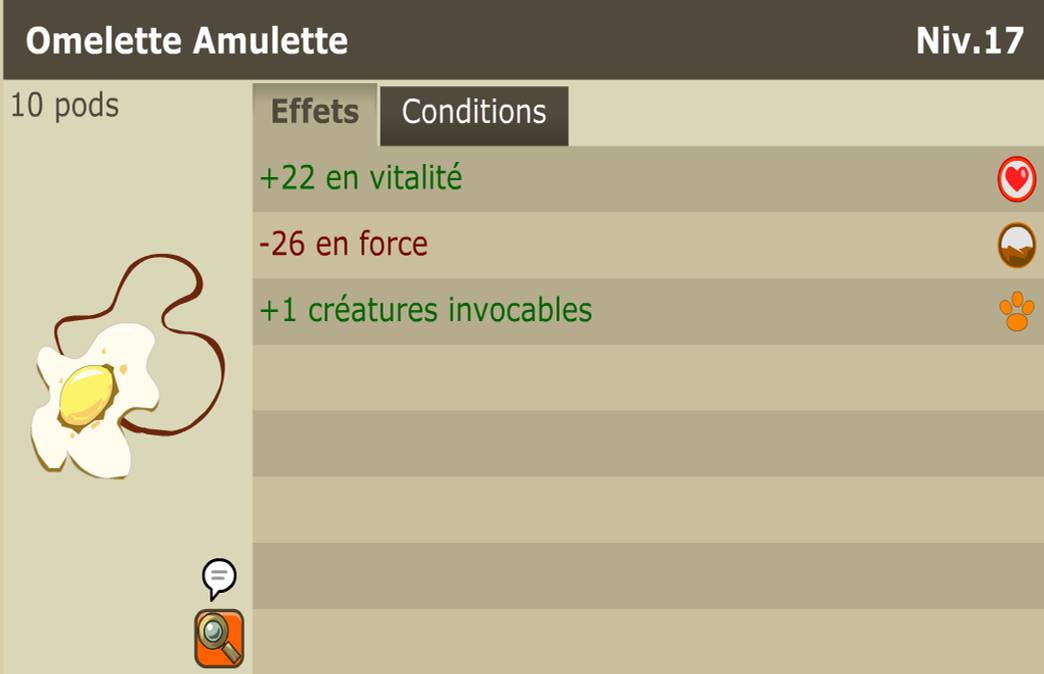 Omelette Amulette
Niv.17
10 pods
Effets
Conditions
+22 en vitalité
-26 en force
+1 créatures invocables